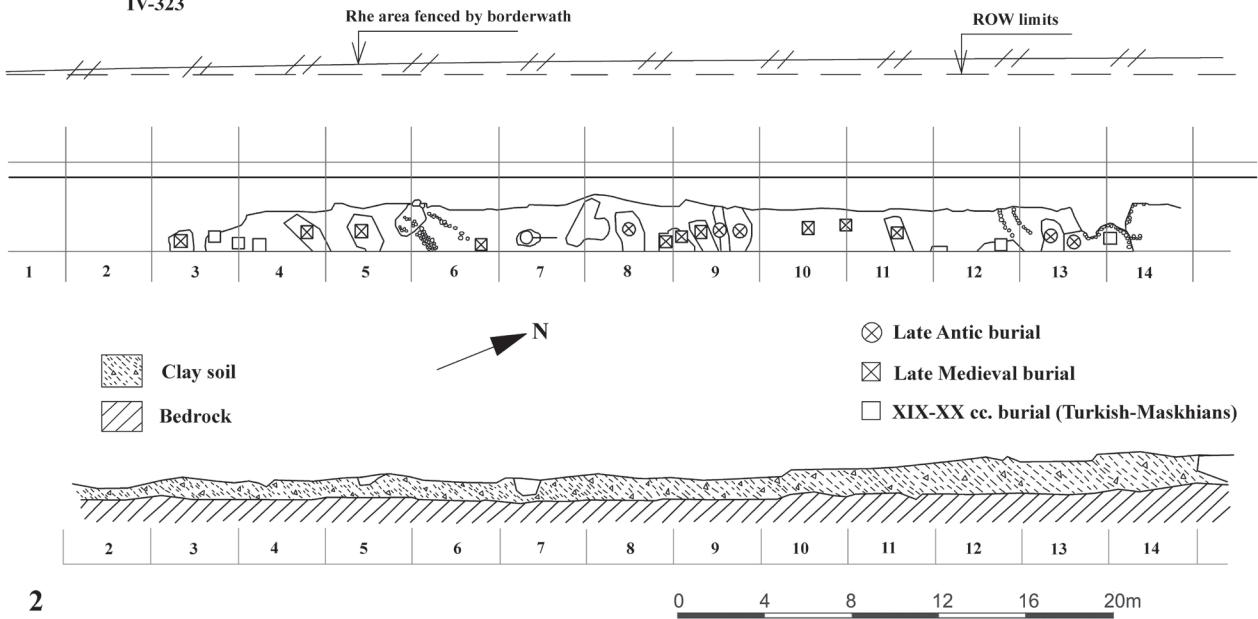 IV-323
Rhe area fenced by borderwath
ROW limits
1 2 3 4 5 6 7 8 9 10 11 12 13 14
N
Late Antic burial
Clay soil
Late Medieval burial
Bedrock
XIX-XX cc. burial (Turkish-Maskhians)
2 3 4 5 6 7 8 9 10 11 12 13 14
2
0 4 8 12 16 20m